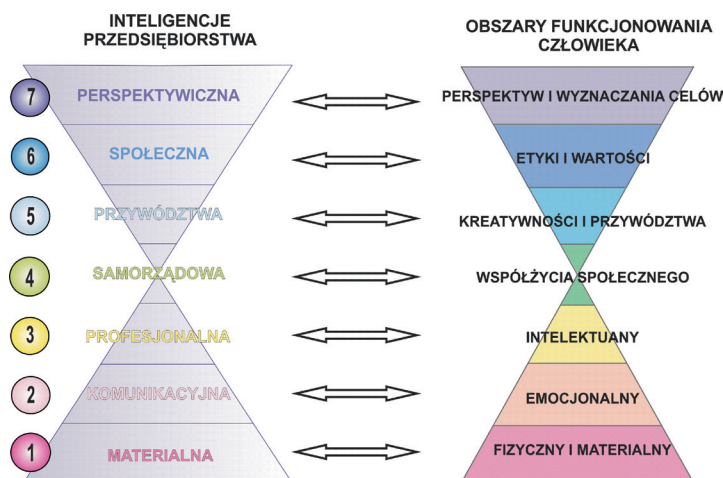 INTELIGENCJE
PRZEDSIĘBIORSTWA
OBSZARY FUNKCJONOWANIA
CZŁOWIEKA
7 PERSPEKTYWICZNA PERSPEKTYW I WYZNACZANIA CELÓW
6 SPOŁECZNA ETYKI I WARTOŚCI
5 PRZYWÓDZTWA KREATYWNOŚCI I PRZYWÓDZTWA
4 SAMORZĄDOWA WSPÓŁŻYCIA SPOŁECZNEGO
3 PROFESJONALNA INTELEKTUANY
2 KOMUNIKACYJNA EMOCJONALNY
1 MATERIALNA FIZYCZNY I MATERIALNY